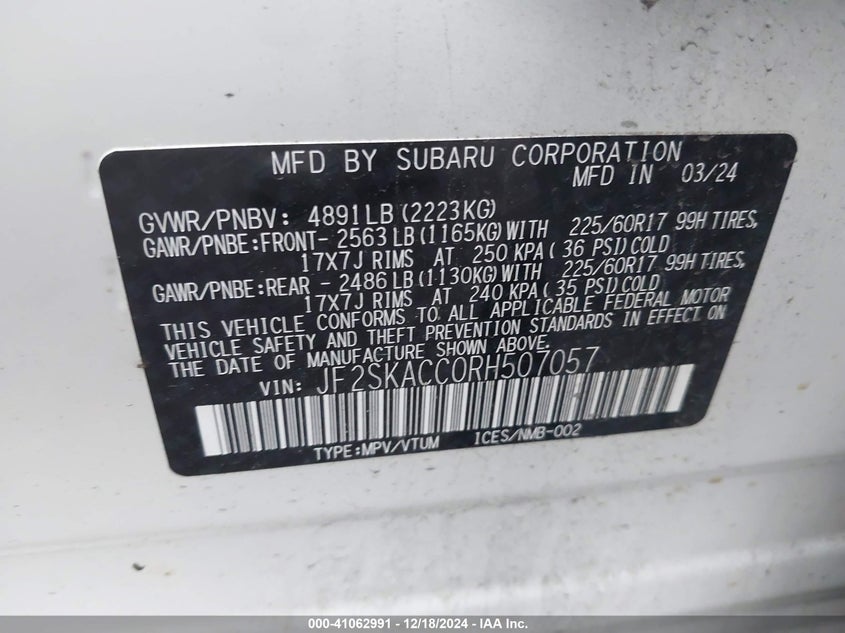 MFD BY SUBARU CORPORATION
MFD IN 03/24
GVWR/PNBV: 4891LB(2223KG)
GAWR/PNBE:FRONT- 2563LB(1165KG)WITH 225/60R17 99H TIRES,
17X7J RIMS AT 250 KPA( 36 PSI)COLD
GAWR/PNBE:REAR - 2486LB(1130KG)WITH 225/60R17 99H TIRES,
17X7J RIMS AT 240 KPA( 35 PSI)COLD
THIS VEHICLE CONFORMS TO ALL APPLICABLE FEDERAL MOTOR
VEHICLE SAFETY AND THEFT PREVENTION STANDARDS IN EFFECT ON
THE DATE OF MANUFACTURE SHOWN ABOVE.
VIN: JF2SKACC0RH507057
TYPE:MPV/VTUM ICES/NMB-002
000-41062991 - 12/18/2024 - IAA, Inc.